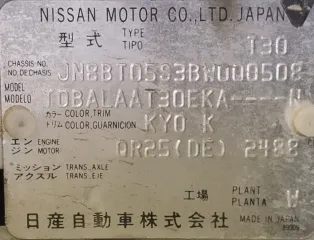 NISSAN MOTOR CO., LTD. JAPAN
型式 TYPE TIPO T30
CHASSIS NO. NO. DE CHASIS JN8BT05S3BW000508
MODEL MODELO TDBALAAT30EKA----N
カラー COLOR, TRIM
トリム COLOR, GUARNICION KYO K
エンジン ENGINE MOTOR QR25(DE) 2488
ミッション TRANS., AXLE
アクスル TRANS., EJE
工場 PLANT PLANTA W
日産自動車株式会社 MADE IN JAPAN